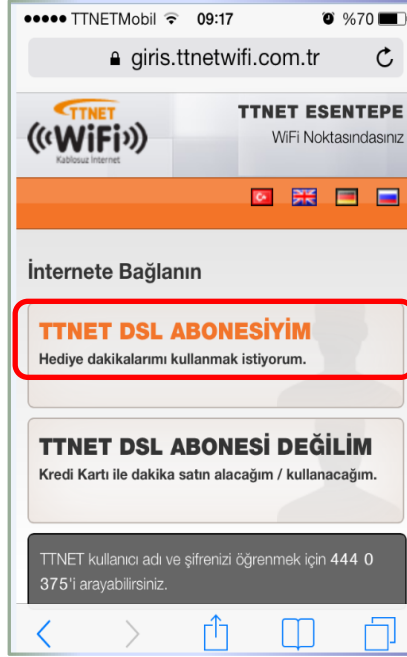 TTNETMobil 09:17 %70
giris.ttnetwifi.com.tr
TTNET
((WiFi))
Kablosuz İnternet
TTNET ESENTEPE
WiFi Noktasındasınız
İnternete Bağlanın
TTNET DSL ABONESİYİM
Hediye dakikalarımı kullanmak istiyorum.
TTNET DSL ABONESİ DEĞİLİM
Kredi Kartı ile dakika satın alacağım / kullanacağım.
TTNET kullanıcı adı ve şifrenizi öğrenmek için 444 0
375'i arayabilirsiniz.